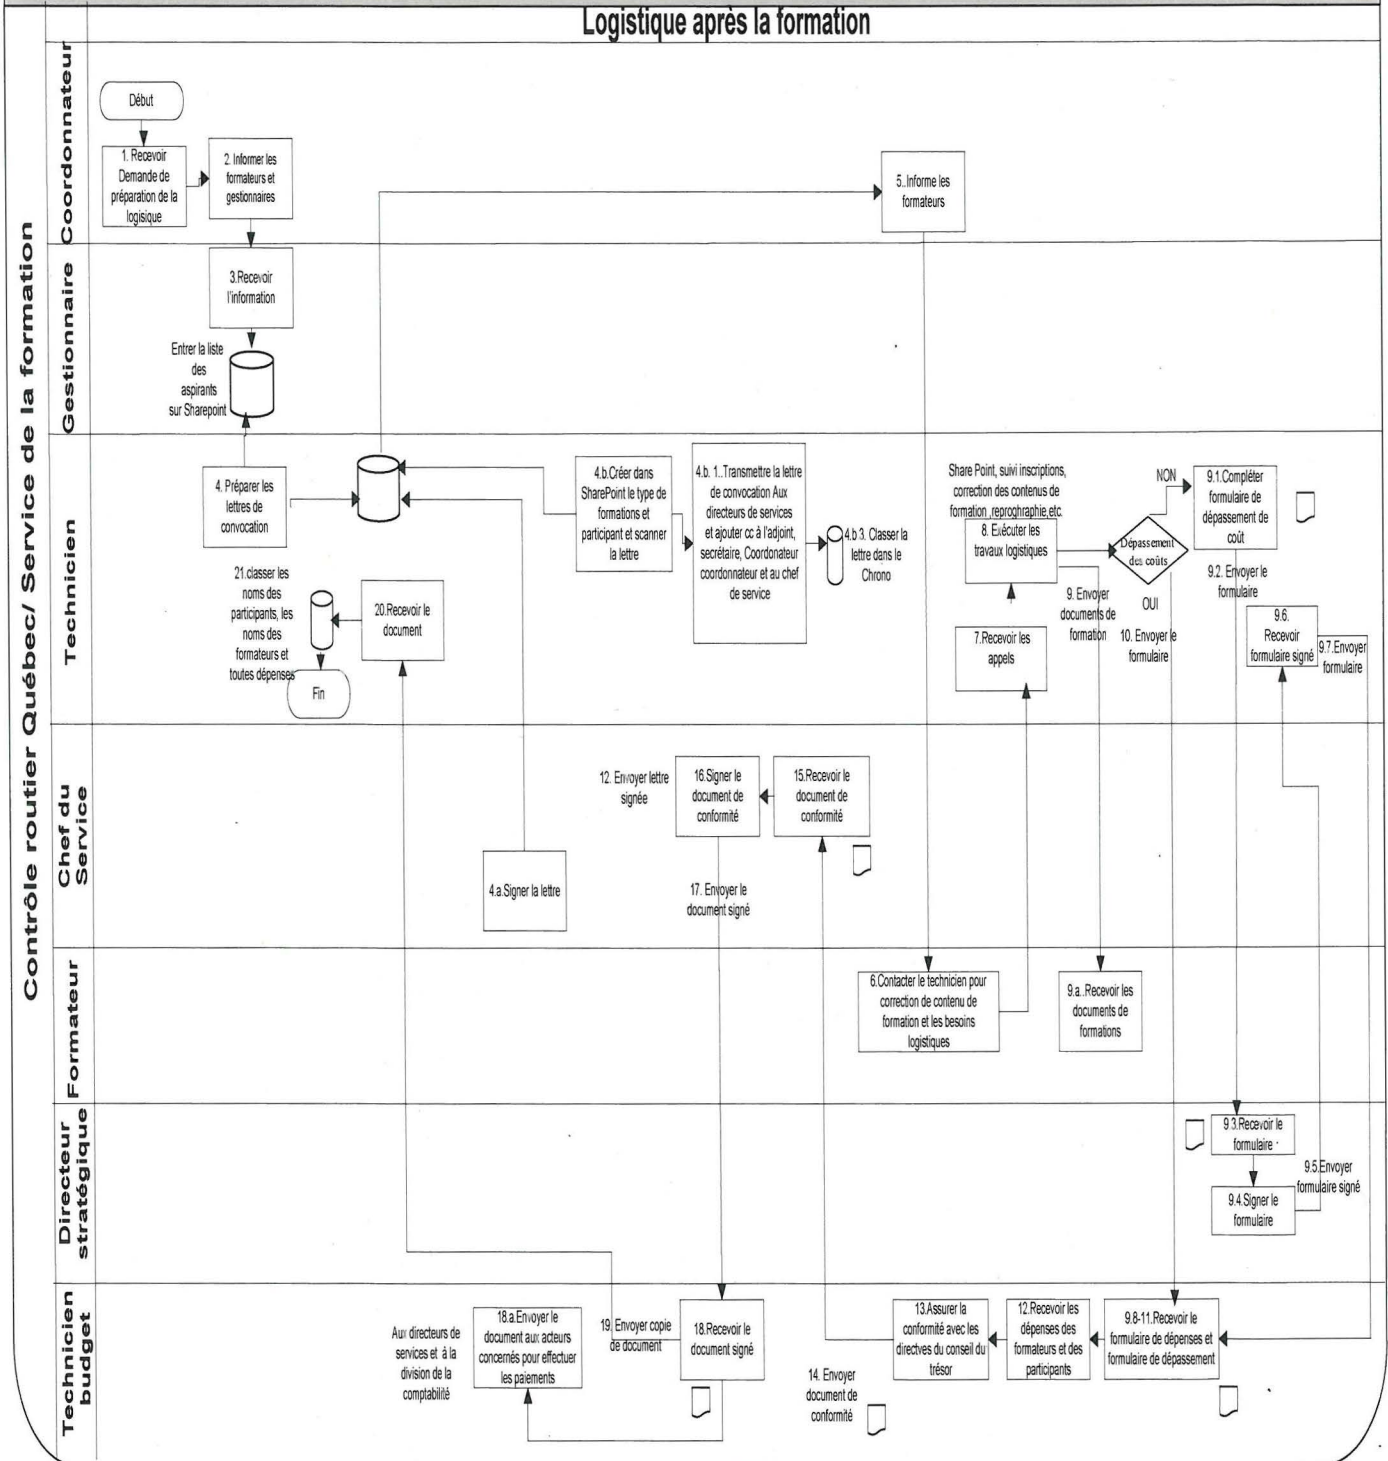 Logistique après la formation
Contrôle routier Québec/ Service de la formation
Coordonnateur
Début
1. Recevoir
Demande de
préparation de la
logisique
2. Informer les
formateurs et
gestionnaires
5..Informe les
formateurs
Gestionnaire
3.Recevoir
l'information
Entrer la liste
des
aspirants
sur Sharepoint
Technicien
4. Préparer les
lettres de
convocation
4.b.Créer dans
SharePoint le type de
formations et
participant et scanner
la lettre
4.b. 1..Transmettre la lettre
de convocation Aux
directeurs de services
et ajouter cc à l'adjoint,
secrétaire, Coordonateur
coordonnateur et au chef
de service
4.b 3. Classer la
lettre dans le
Chrono
Share Point, suivi inscriptions,
correction des contenus de
formation ,reproghraphie,etc.
8. Exécuter les
travaux logistiques
7.Recevoir les
appels
9. Envoyer
documents de
formation
Dépassement
des coûts
NON
OUI
10. Envoyer le
formulaire
9.1.Compléter
formulaire de
dépassement de
coût
9.2. Envoyer le
formulaire
9.6.
Recevoir
formulaire signé
9.7.Envoyer
formulaire
21.classer les
noms des
participants, les
noms des
formateurs et
toutes dépenses
20.Recevoir le
document
Fin
Chef du
Service
4.a.Signer la lettre
12. Envoyer lettre
signée
16.Signer le
document de
conformité
15.Recevoir le
document de
conformité
17. Envoyer le
document signé
Formateur
6.Contacter le technicien pour
correction de contenu de
formation et les besoins
logistiques
9.a..Recevoir les
documents de
formations
Directeur
stratégique
9.3.Recevoir le
formulaire
9.4.Signer le
formulaire
9.5.Envoyer
formulaire signé
Technicien
budget
Aux directeurs de
services et à la
division de la
comptabilité
18.a.Envoyer le
document aux acteurs
concernés pour effectuer
les paiements
19. Envoyer copie
de document
18.Recevoir le
document signé
14. Envoyer
document de
conformité
13.Assurer la
conformité avec les
directves du conseil du
trésor
12.Recevoir les
dépenses des
formateurs et des
participants
9.8-11.Recevoir le
formulaire de dépenses et
formulaire de dépassement